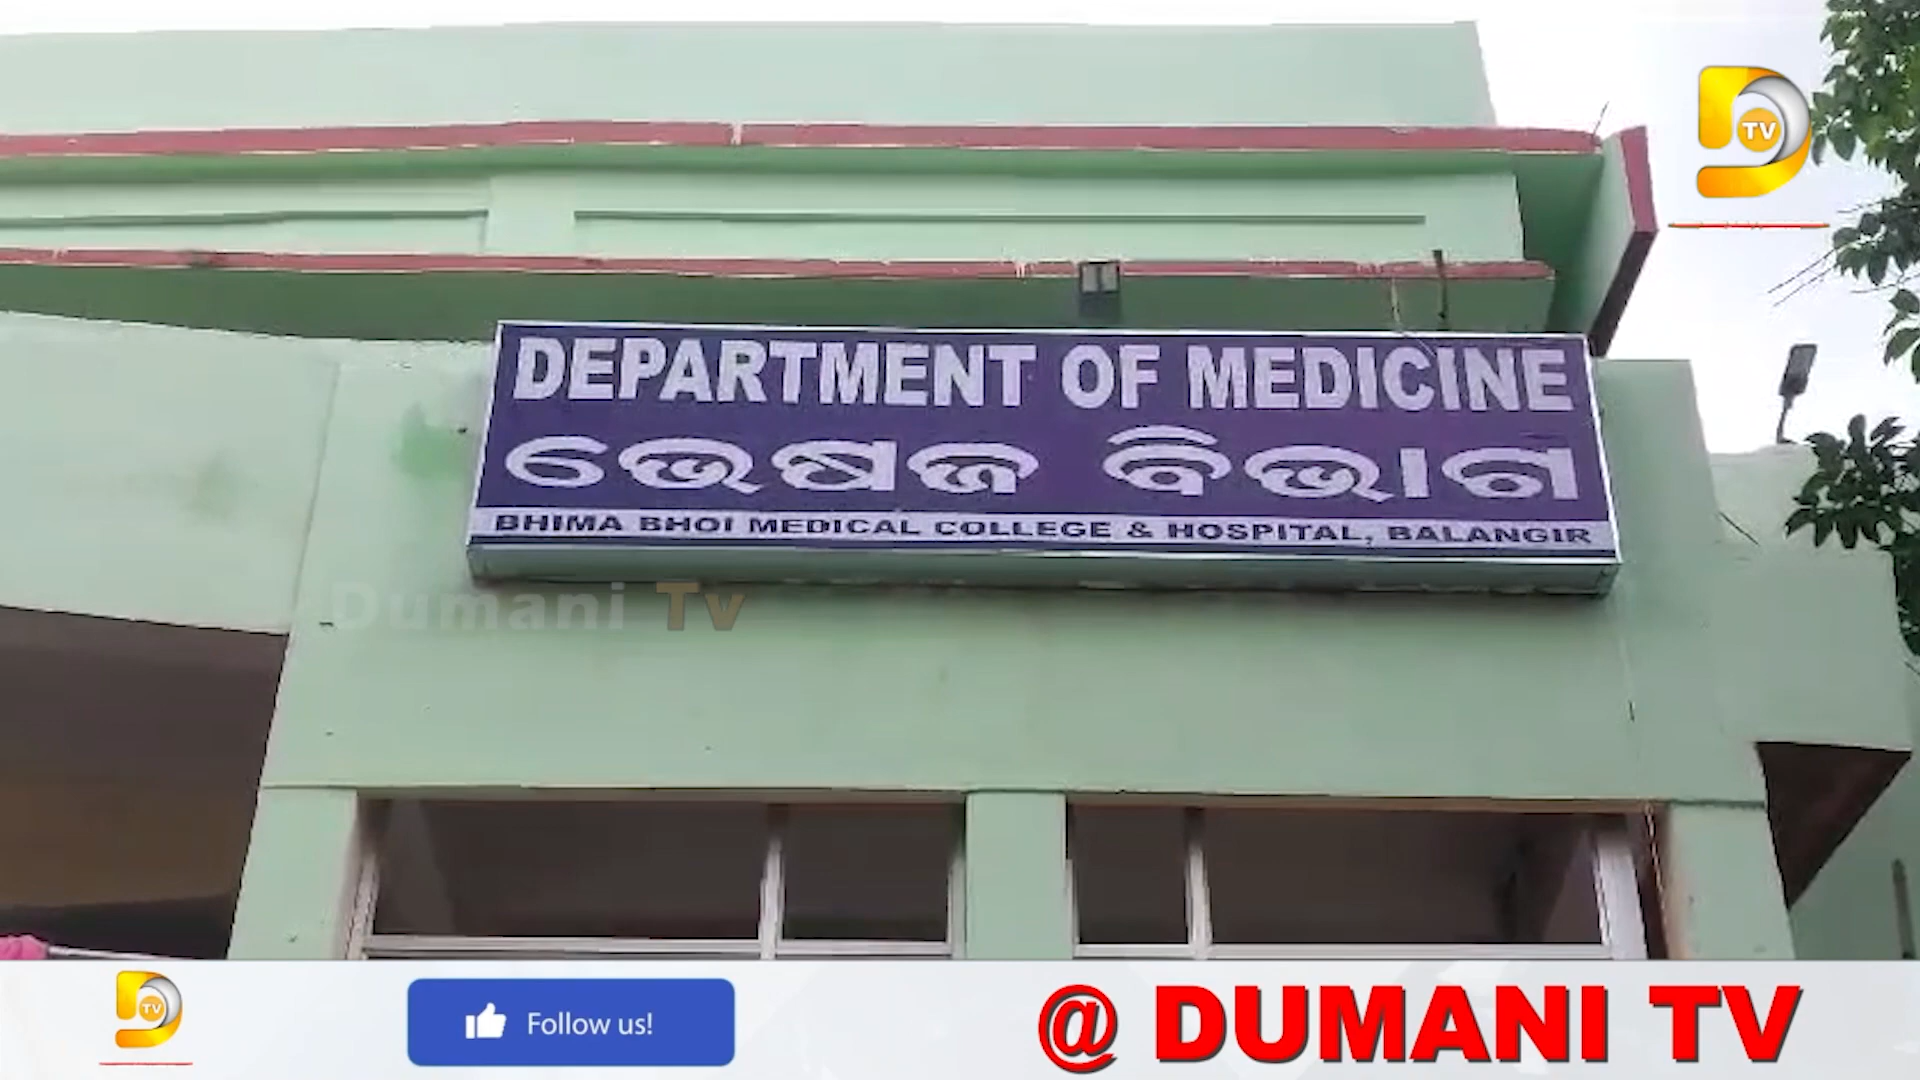 TV
DEPARTMENT OF MEDICINE
ଭେଷଜ ବିଭାଗ
BHIMA BHOI MEDICAL COLLEGE & HOSPITAL, BALANGIR
Dumani Tv
TV
Follow us!
@ DUMANI TV